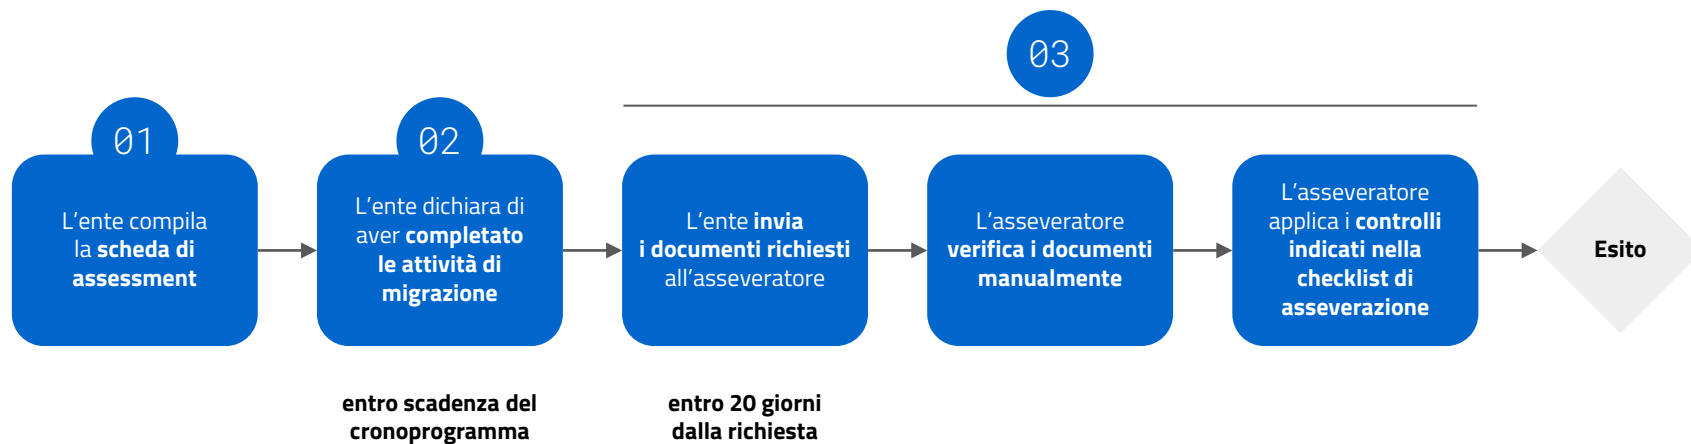 01
L'ente compila
la scheda di
assessment
02
L'ente dichiara di
aver completato
le attività di
migrazione
entro scadenza del
cronoprogramma
03
L'ente invia
i documenti richiesti
all'asseveratore
entro 20 giorni
dalla richiesta
L'asseveratore
verifica i documenti
manualmente
L'asseveratore
applica i controlli
indicati nella
checklist di
asseverazione
Esito